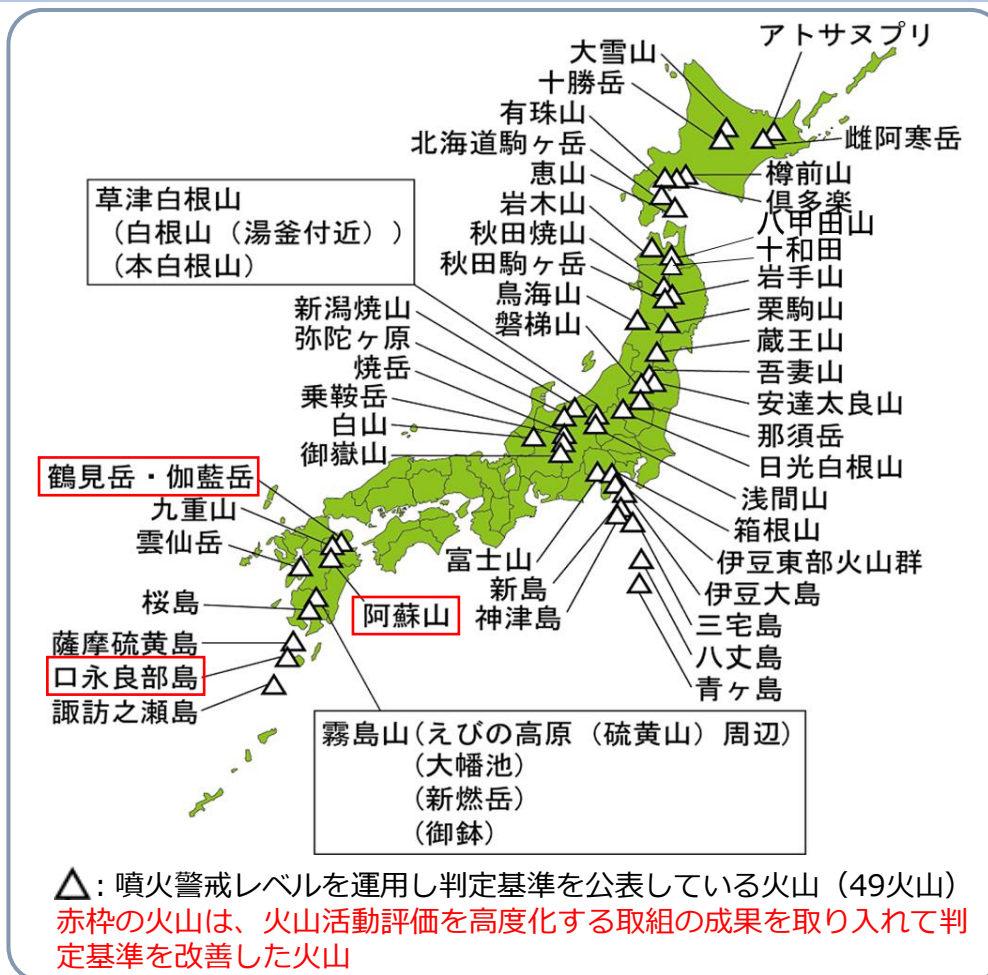 アトサヌプリ
大雪山
十勝岳
有珠山
北海道駒ヶ岳
恵山
岩木山
秋田焼山
秋田駒ヶ岳
鳥海山
磐梯山
雌阿寒岳
樽前山
倶多楽
八甲田山
十和田
岩手山
栗駒山
蔵王山
吾妻山
安達太良山
那須岳
日光白根山
浅間山
箱根山
伊豆東部火山群
伊豆大島
三宅島
八丈島
青ヶ島
草津白根山
(白根山(湯釜付近))
(本白根山)
新潟焼山
弥陀ヶ原
焼岳
乗鞍岳
白山
御嶽山
富士山
新島
神津島
鶴見岳・伽藍岳
九重山
雲仙岳
阿蘇山
桜島
薩摩硫黄島
口永良部島
諏訪之瀬島
霧島山(えびの高原(硫黄山)周辺)
(大幡池)
(新燃岳)
(御鉢)
△:噴火警戒レベルを運用し判定基準を公表している火山(49火山)
赤枠の火山は、火山活動評価を高度化する取組の成果を取り入れて判
定基準を改善した火山